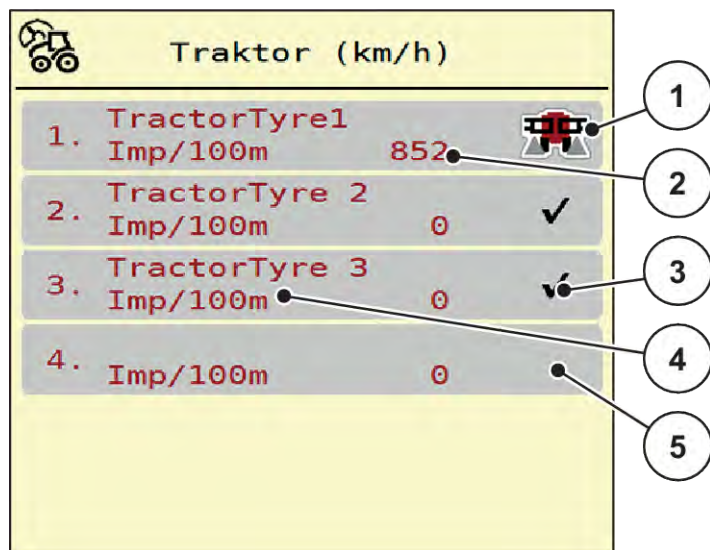 Traktor (km/h)
1. TractorTyre1
Imp/100m 852
2. TractorTyre 2
Imp/100m 0
3. TractorTyre 3
Imp/100m 0
4.
Imp/100m 0
1
2
3
4
5